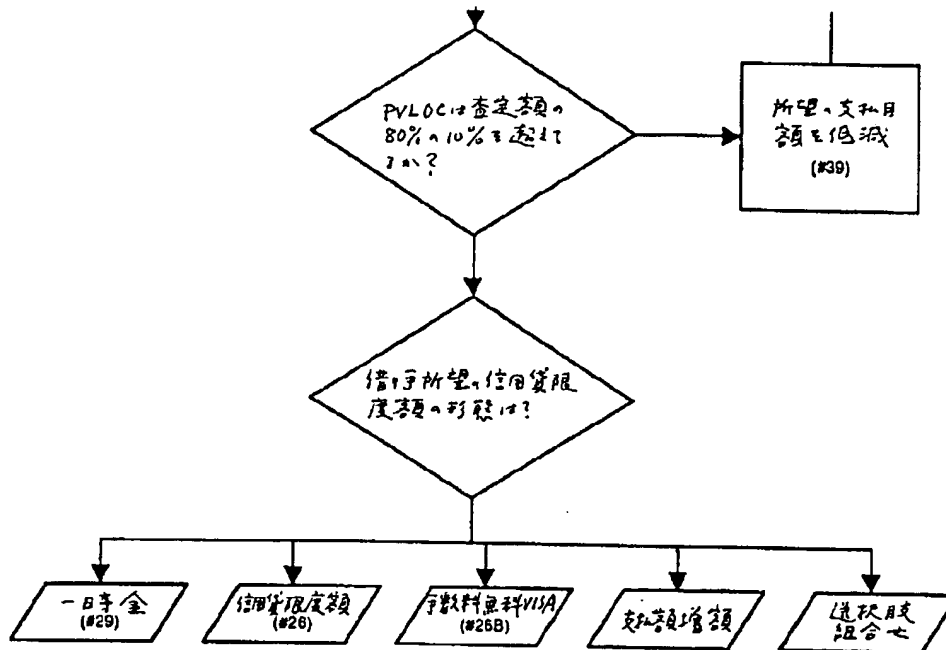 PVLOCは査定額の
80%の10%を超えて
るか?
所望の支払月
額を低減
(#39)
借り手所望の信用貸限
度額の形態は?
一時金
(#29)
信用貸限度額
(#26)
手数料無料VISA
(#26B)
支払額増額
選択肢
組合せ